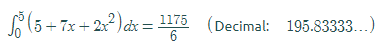 ∫₀⁵(5+7x+2x²)dx = 1175/6 (Decimal: 195.83333...)